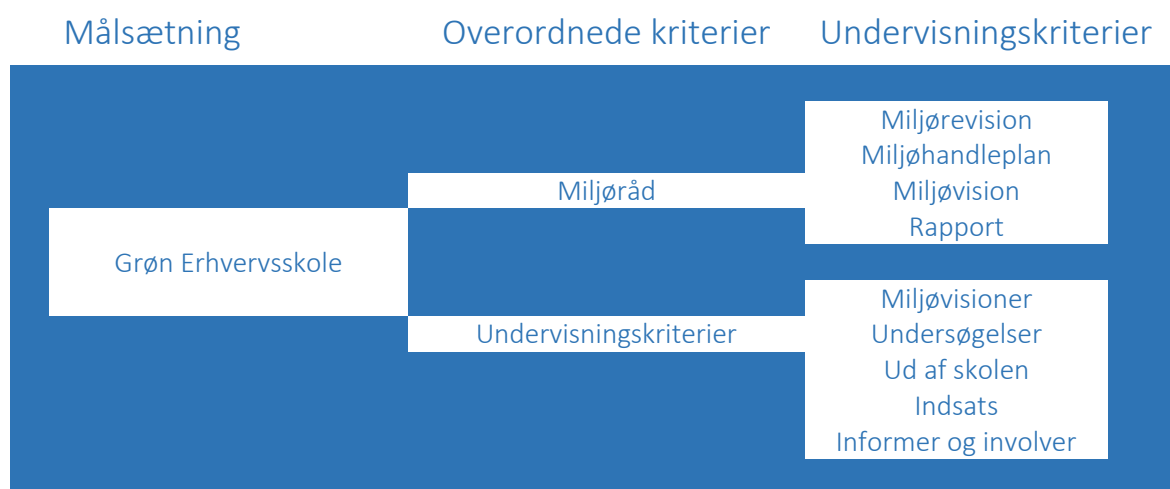 Målsætning
Overordnede kriterier
Undervisningskriterier
Grøn Erhvervsskole
Miljøråd
Miljørevision
Miljøhandleplan
Miljøvision
Rapport
Undervisningskriterier
Miljøvisioner
Undersøgelser
Ud af skolen
Indsats
Informer og involver